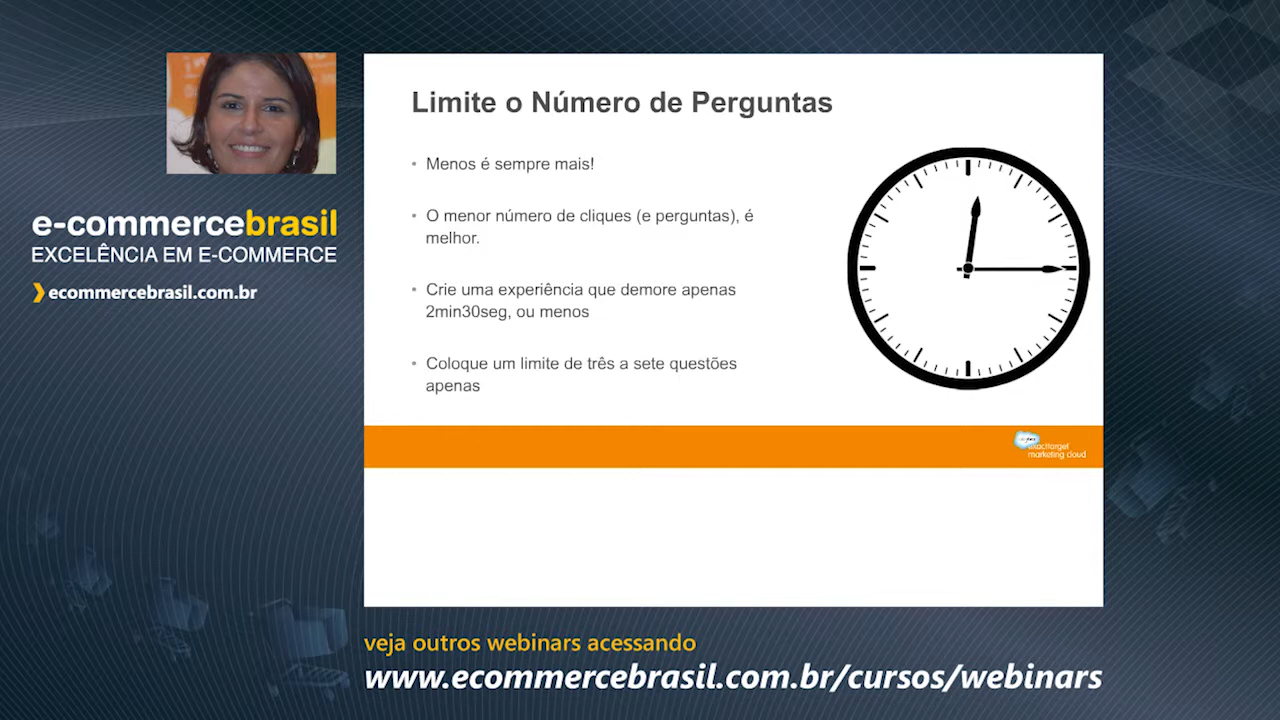 e-commercebrasil
EXCELÊNCIA EM E-COMMERCE
ecommercebrasil.com.br
Limite o Número de Perguntas
• Menos é sempre mais!
• O menor número de cliques (e perguntas), é
melhor.
• Crie uma experiência que demore apenas
2min30seg, ou menos
• Coloque um limite de três a sete questões
apenas
exacttarget
marketing cloud
veja outros webinars acessando
www.ecommercebrasil.com.br/cursos/webinars